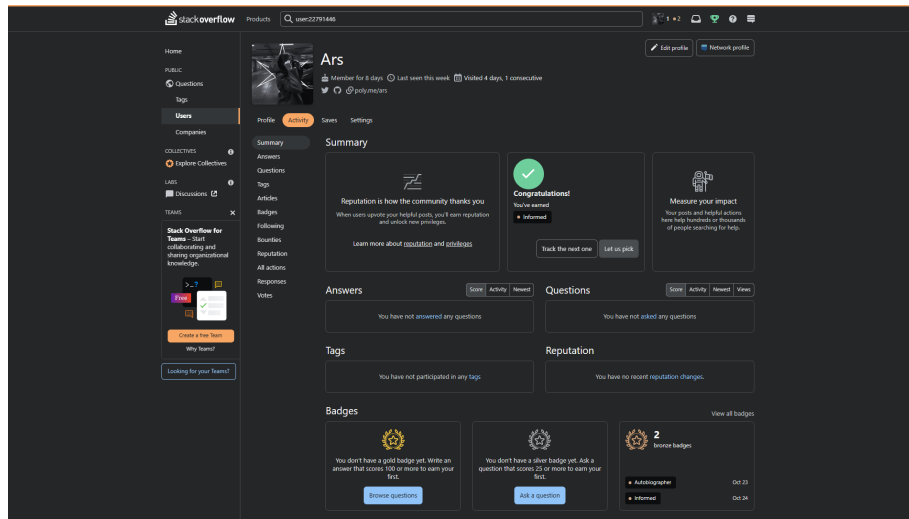 stackoverflow
Products
user:22791446
1 •2
Home
PUBLIC
Questions
Tags
Users
Companies
COLLECTIVES
Explore Collectives
LABS
Discussions
TEAMS
Stack Overflow for
Teams – Start
collaborating and
sharing organizational
knowledge.
>_?
Free
Create a free Team
Why Teams?
Looking for your Teams?
Ars
Member for 8 days
Last seen this week
Visited 4 days, 1 consecutive
poly.me/ars
Edit profile
Network profile
Profile
Activity
Saves
Settings
Summary
Answers
Questions
Tags
Articles
Badges
Following
Bounties
Reputation
All actions
Responses
Votes
Summary
Reputation is how the community thanks
you
When users upvote your helpful posts, you'll earn reputation
and unlock new privileges.
Learn more about reputation and privileges
Congratulations!
You've earned
Informed
Track the next one
Let us pick
Measure your impact
Your posts and helpful actions
here help hundreds or thousands
of people searching for help.
Answers
Score Activity Newest
You have not answered any questions
Questions
Score Activity Newest Views
You have not asked any questions
Tags
You have not participated in any tags
Reputation
You have no recent reputation changes.
Badges
View all badges
You don't have a gold badge yet. Write an
answer that scores 100 or more to earn your
first.
Browse questions
You don't have a silver badge yet. Ask a
question that scores 25 or more to earn your
first.
Ask a question
2
bronze badges
Autobiographer Oct 23
Informed Oct 24